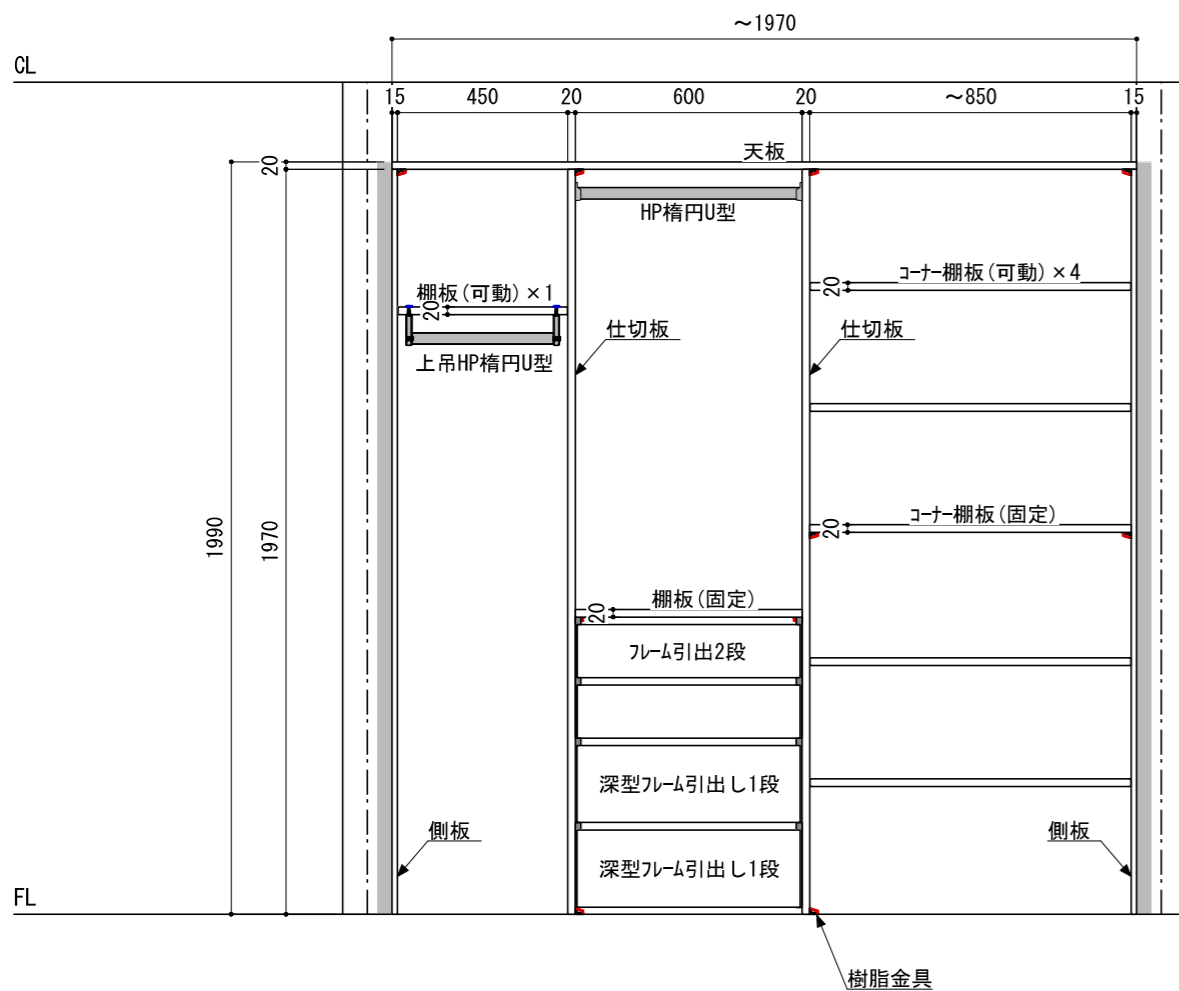 ～1970
CL
15 450 20 600 20 ～850 15
20
天板
HP楕円U型
コーナー棚板(可動)×4
20
棚板(可動)×1
20
仕切板
仕切板
上吊HP楕円U型
コーナー棚板(固定)
20
1990
1970
棚板(固定)
20
フレーム引出2段
深型フレーム引出し1段
側板
側板
深型フレーム引出し1段
FL
樹脂金具